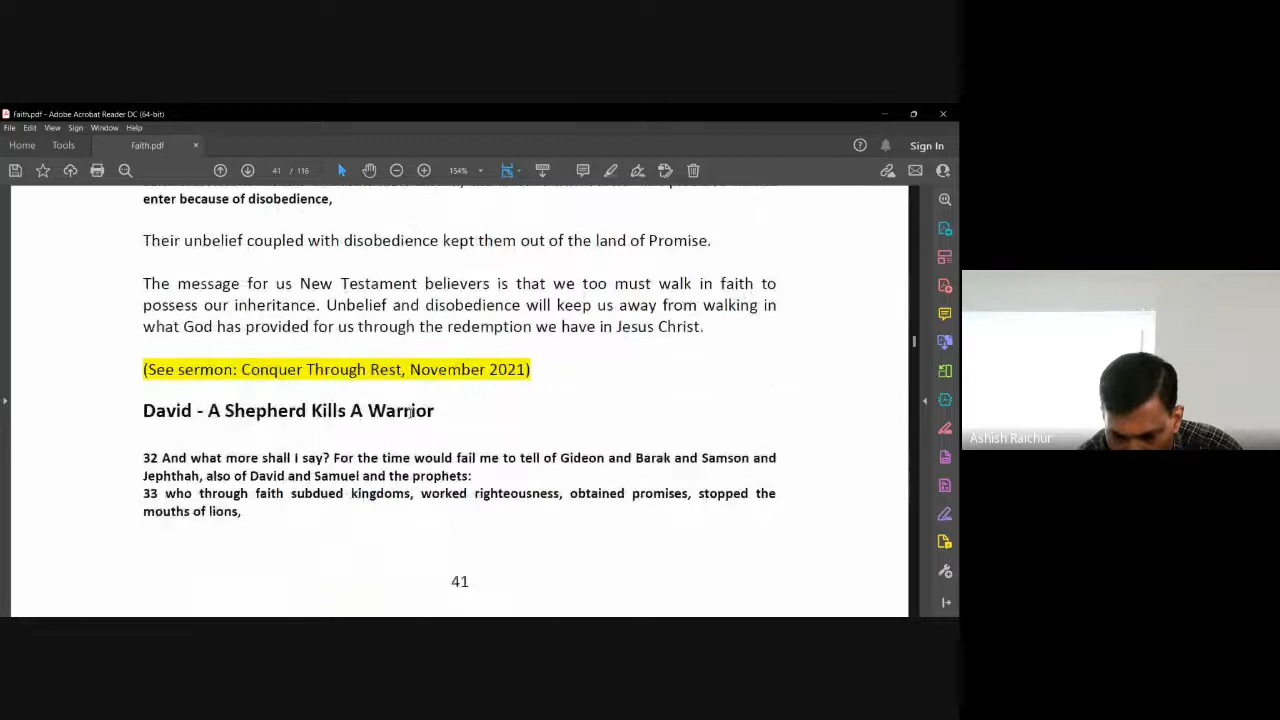 Faith.pdf - Adobe Acrobat Reader DC (64-bit)
File Edit View Sign Window Help
Home Tools Faith.pdf × Sign In
41 / 116 154%
enter because of disobedience,
Their unbelief coupled with disobedience kept them out of the land of Promise.
The message for us New Testament believers is that we too must walk in faith to
possess our inheritance. Unbelief and disobedience will keep us away from walking in
what God has provided for us through the redemption we have in Jesus Christ.
(See sermon: Conquer Through Rest, November 2021)
David - A Shepherd Kills A Warrior
32 And what more shall I say? For the time would fail me to tell of Gideon and Barak and Samson and
Jephthah, also of David and Samuel and the prophets:
33 who through faith subdued kingdoms, worked righteousness, obtained promises, stopped the
mouths of lions,
41
Ashish Raichur